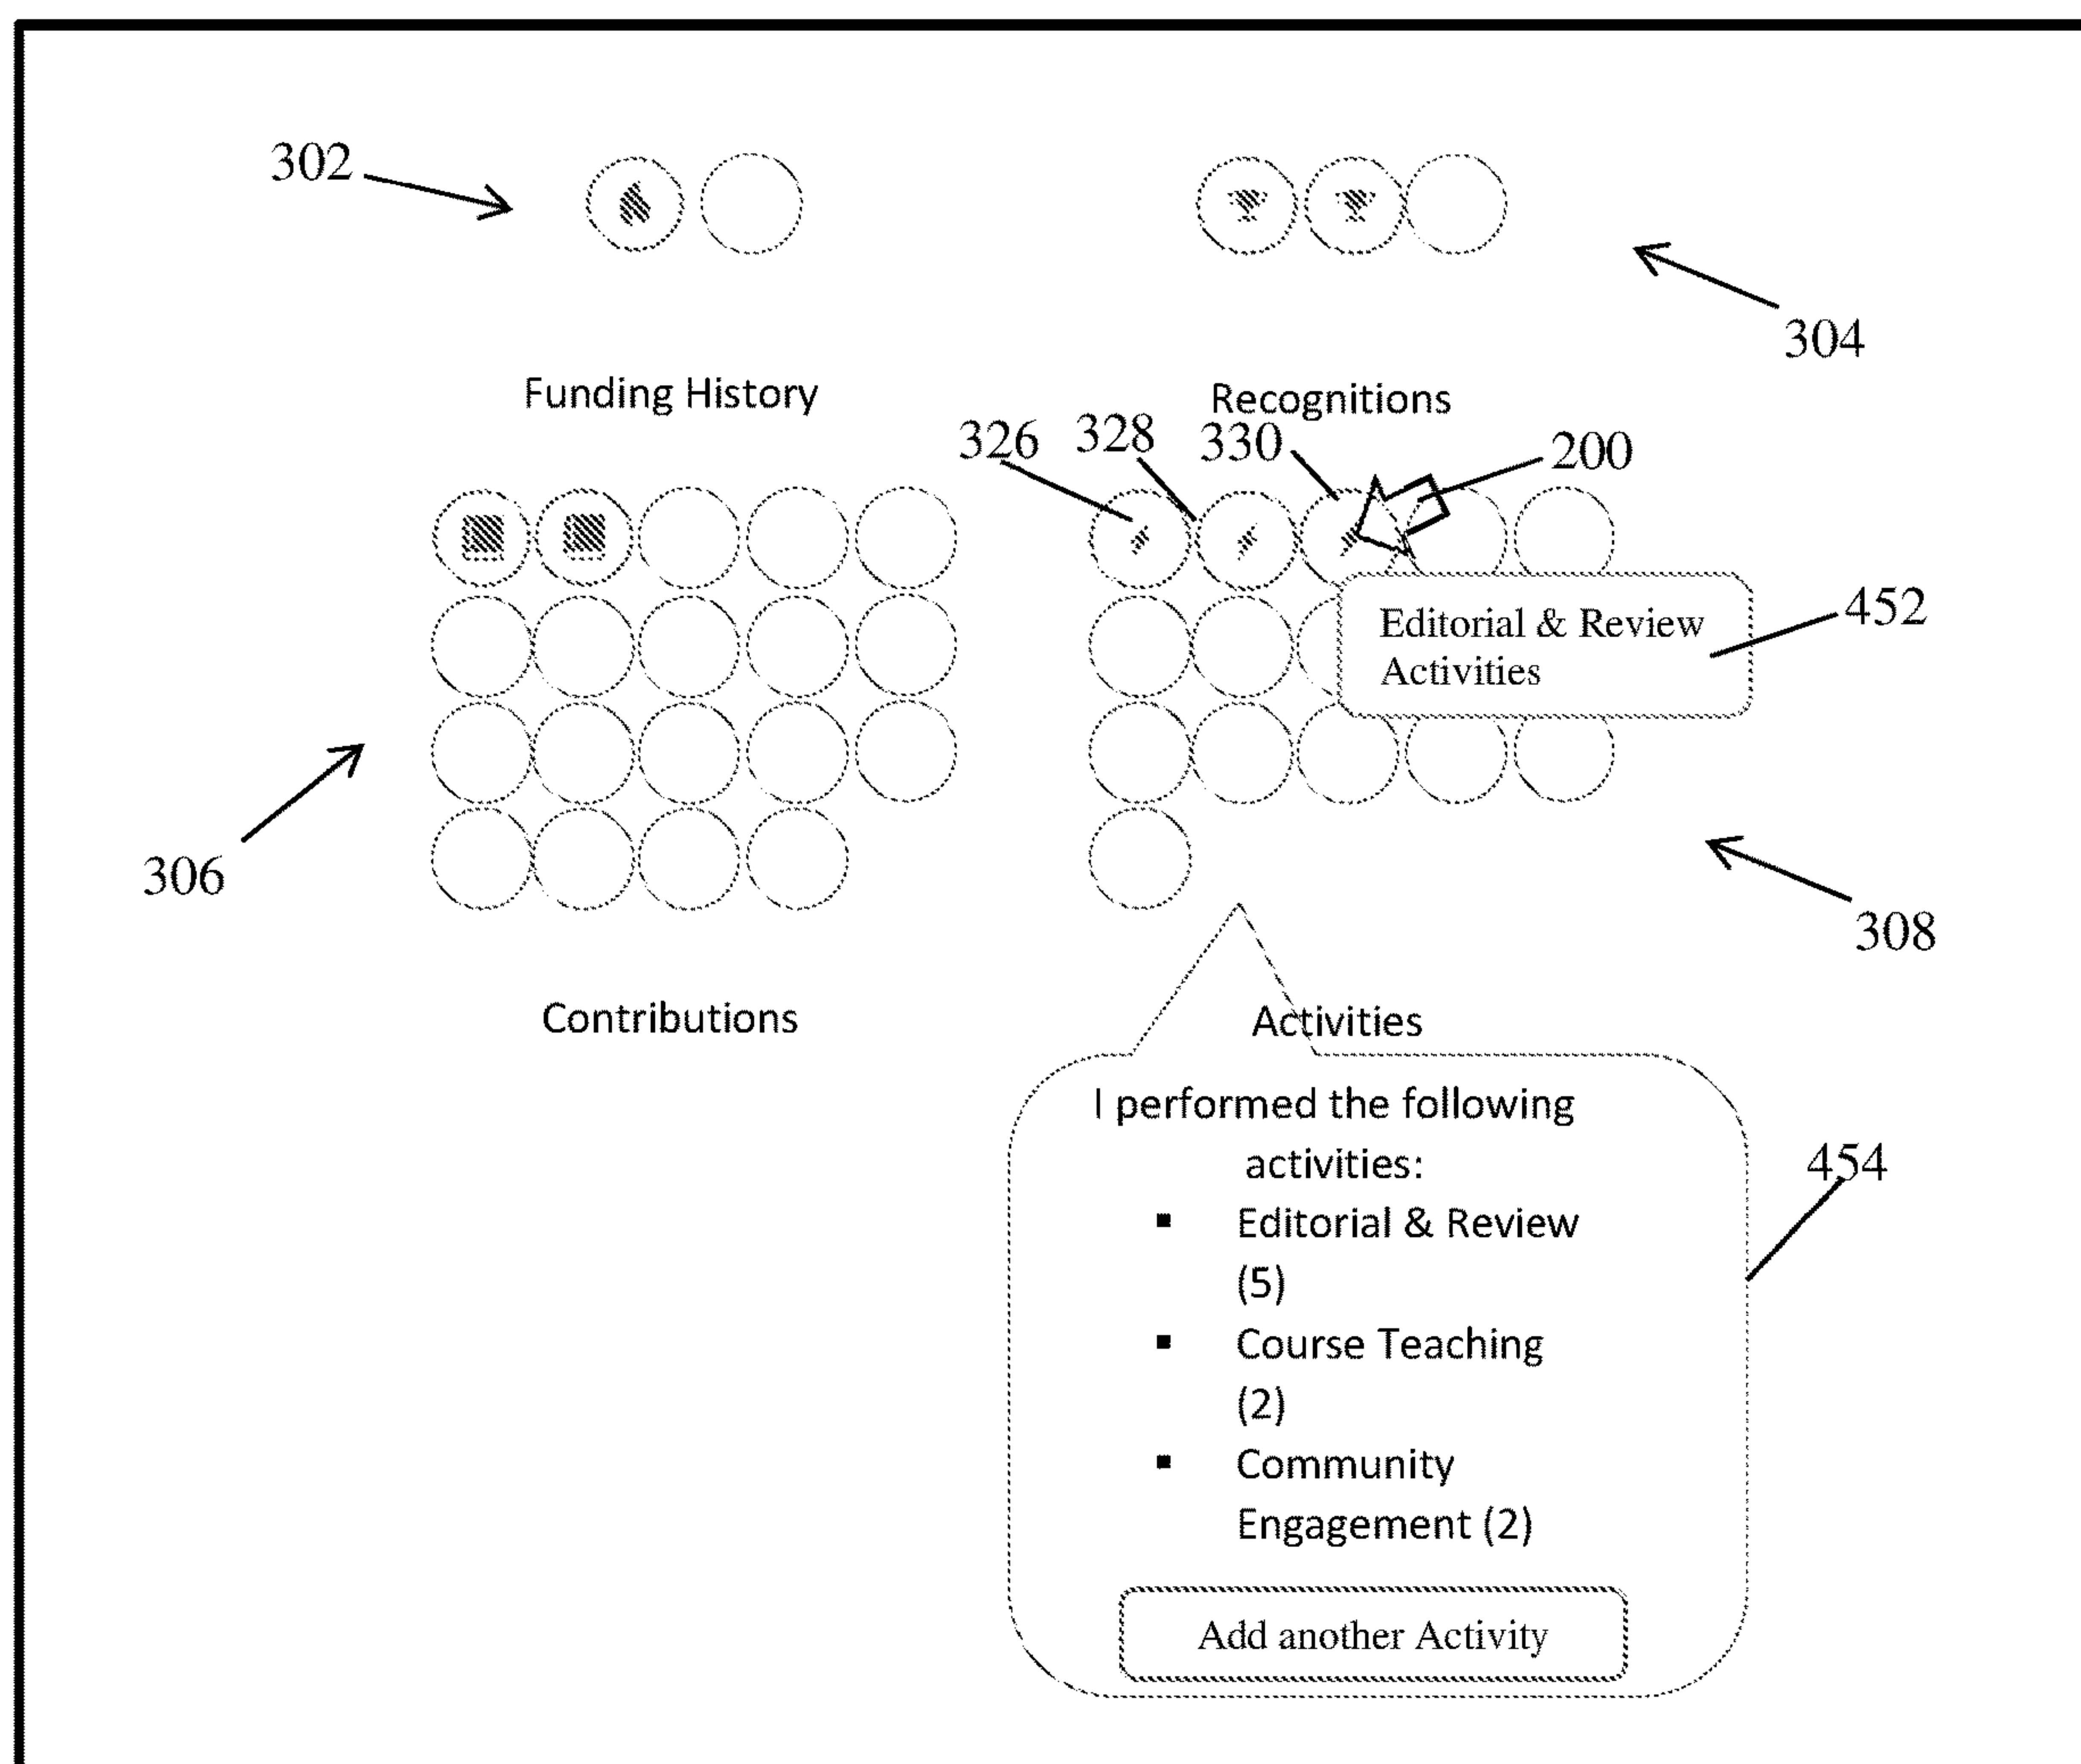 302
304
Funding History
Recognitions
326 328 330 200
Editorial & Review
Activities
452
306
308
Contributions
Activities
I performed the following
activities:
454
▪ Editorial & Review
(5)
▪ Course Teaching
(2)
▪ Community
Engagement (2)
Add another Activity